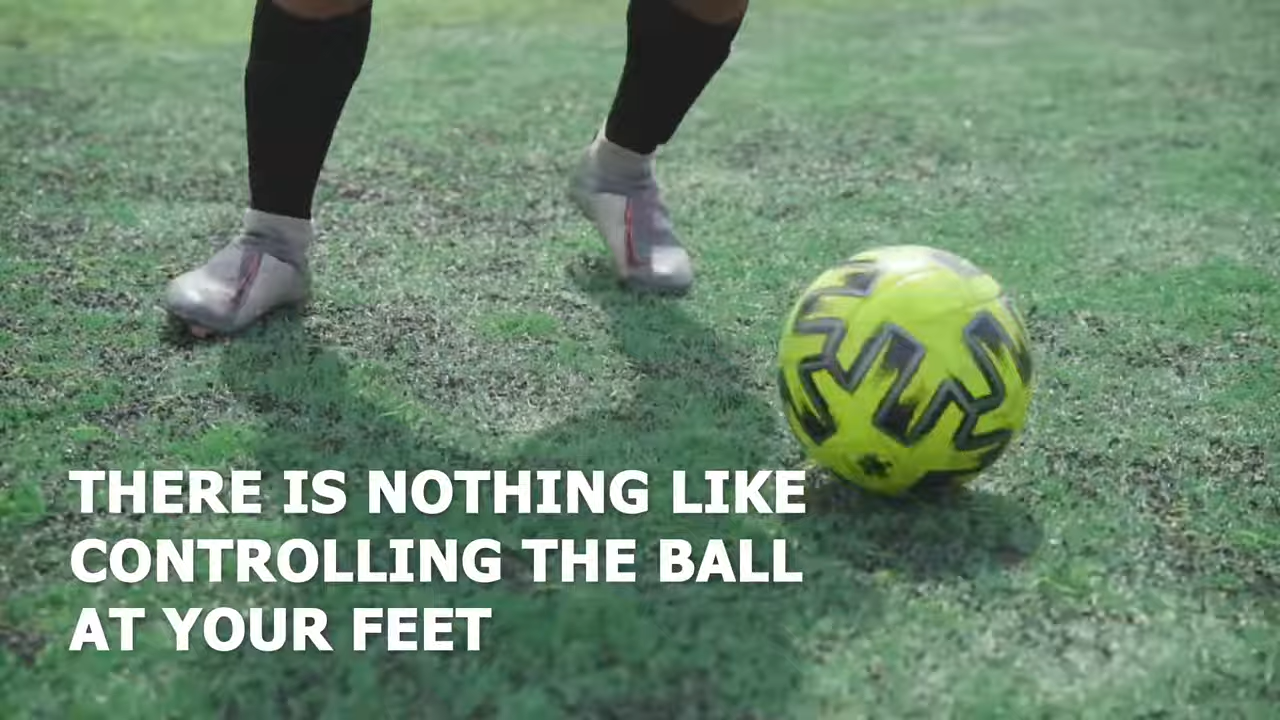 THERE IS NOTHING LIKE
CONTROLLING THE BALL
AT YOUR FEET